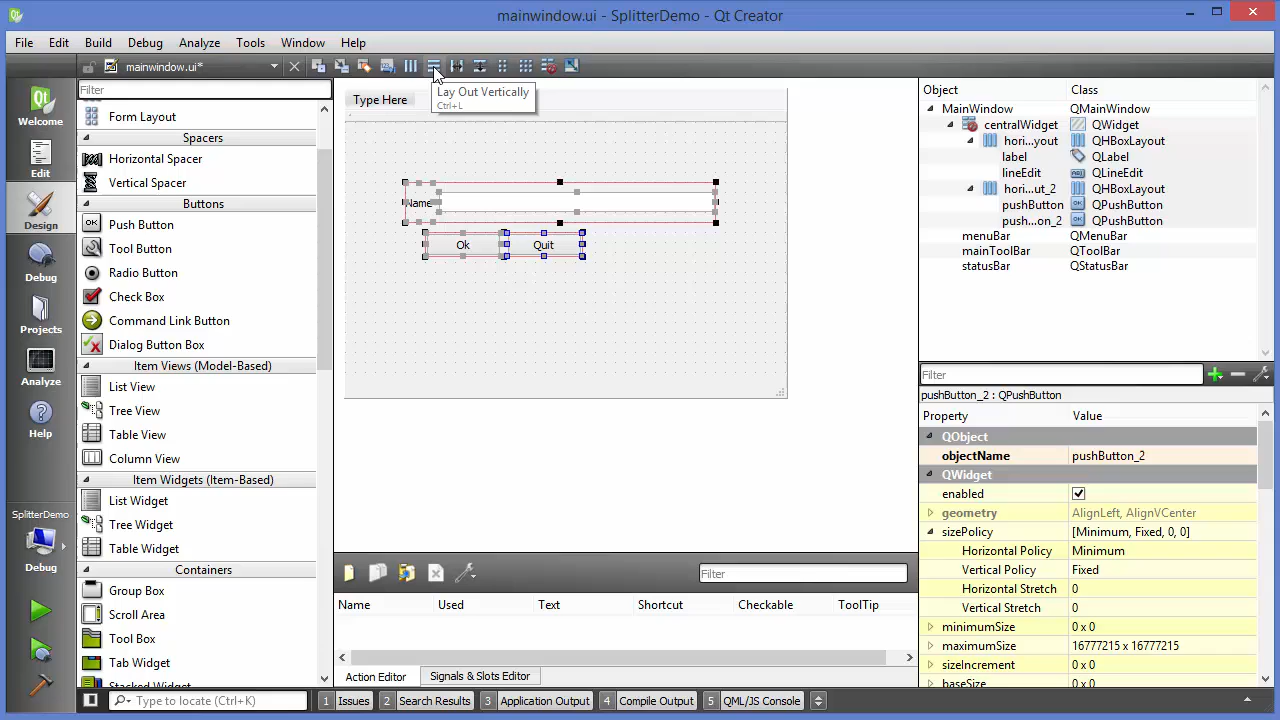 mainwindow.ui - SplitterDemo - Qt Creator
File Edit Build Debug Analyze Tools Window Help
mainwindow.ui*
Lay Out Vertically
Ctrl+L
Welcome
Edit
Design
Debug
Projects
Analyze
Help
SplitterDemo
Debug
Filter
Form Layout
Spacers
Horizontal Spacer
Vertical Spacer
Buttons
Push Button
Tool Button
Radio Button
Check Box
Command Link Button
Dialog Button Box
Item Views (Model-Based)
List View
Tree View
Table View
Column View
Item Widgets (Item-Based)
List Widget
Tree Widget
Table Widget
Containers
Group Box
Scroll Area
Tool Box
Tab Widget
Stacked Widget
Type Here
Name
Ok Quit
Filter
Name Used Text Shortcut Checkable ToolTip
Action Editor Signals & Slots Editor
Object Class
MainWindow QMainWindow
centralWidget QWidget
hori...yout QHBoxLayout
label QLabel
lineEdit QLineEdit
hori...ut_2 QHBoxLayout
pushButton QPushButton
push...on_2 QPushButton
menuBar QMenuBar
mainToolBar QToolBar
statusBar QStatusBar
Filter
pushButton_2 : QPushButton
Property Value
QObject
objectName pushButton_2
QWidget
enabled
geometry AlignLeft, AlignVCenter
sizePolicy [Minimum, Fixed, 0, 0]
Horizontal Policy Minimum
Vertical Policy Fixed
Horizontal Stretch 0
Vertical Stretch 0
minimumSize 0 x 0
maximumSize 16777215 x 16777215
sizeIncrement 0 x 0
baseSize 0 x 0
Type to locate (Ctrl+K) 1 Issues 2 Search Results 3 Application Output 4 Compile Output 5 QML/JS Console